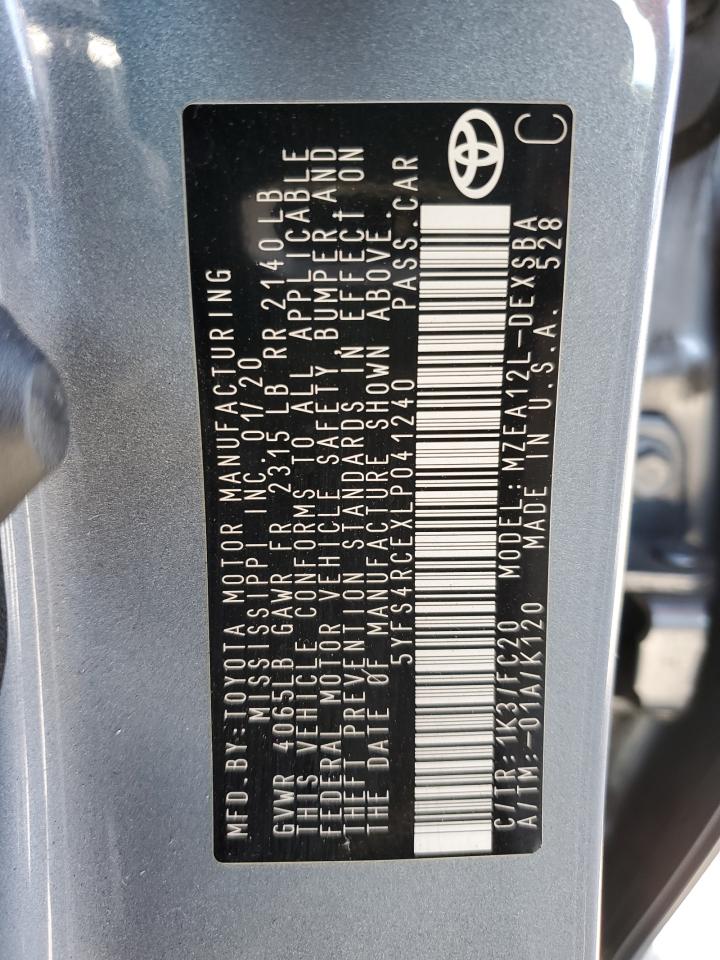 MFD.BY:TOYOTA MOTOR MANUFACTURING
MISSISSIPPI INC. 01/20
GVWR 4065LB GAWR FR 2315 LB RR 2140 LB
THIS VEHICLE CONFORMS TO ALL APPLICABLE
FEDERAL MOTOR VEHICLE SAFETY, BUMPER AND
THEFT PREVENTION STANDARDS IN EFFECT ON
THE DATE OF MANUFACTURE SHOWN ABOVE.
5YFS4RCEXLP041240 PASS.CAR
C/TR:1K3/FC20 MODEL:MZEA12L-DEXSBA
A/TM:-01A/K120 MADE IN U.S.A. 528
C